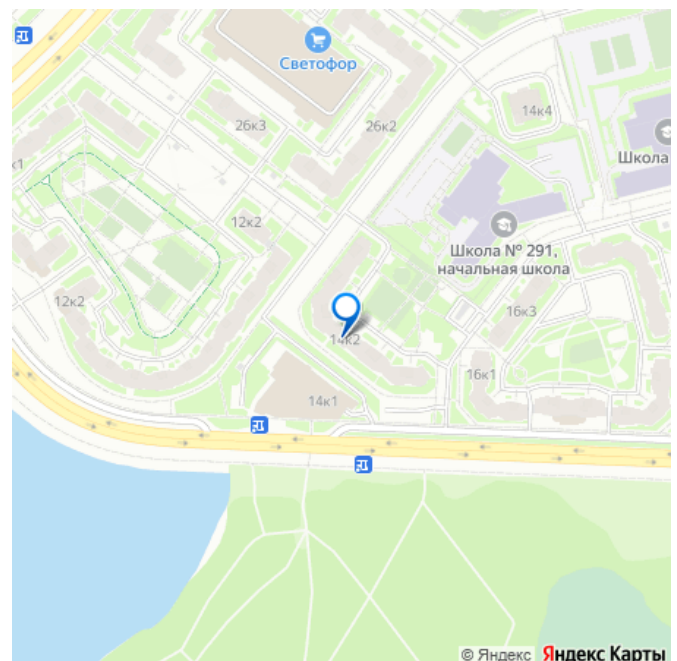 Светофор
26к3
26к2
14к4
Школа
к1
12к2
Школа № 291,
начальная школа
12к2
16к3
14к2
16к1
14к1
© Яндекс Яндекс Карты